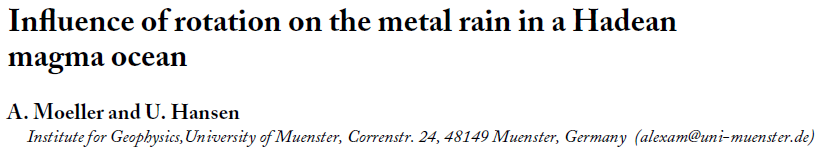 Influence of rotation on the metal rain in a Hadean
magma ocean
A. Moeller and U. Hansen
Institute for Geophysics,University of Muenster, Correnstr. 24, 48149 Muenster, Germany (alexam@uni-muenster.de)